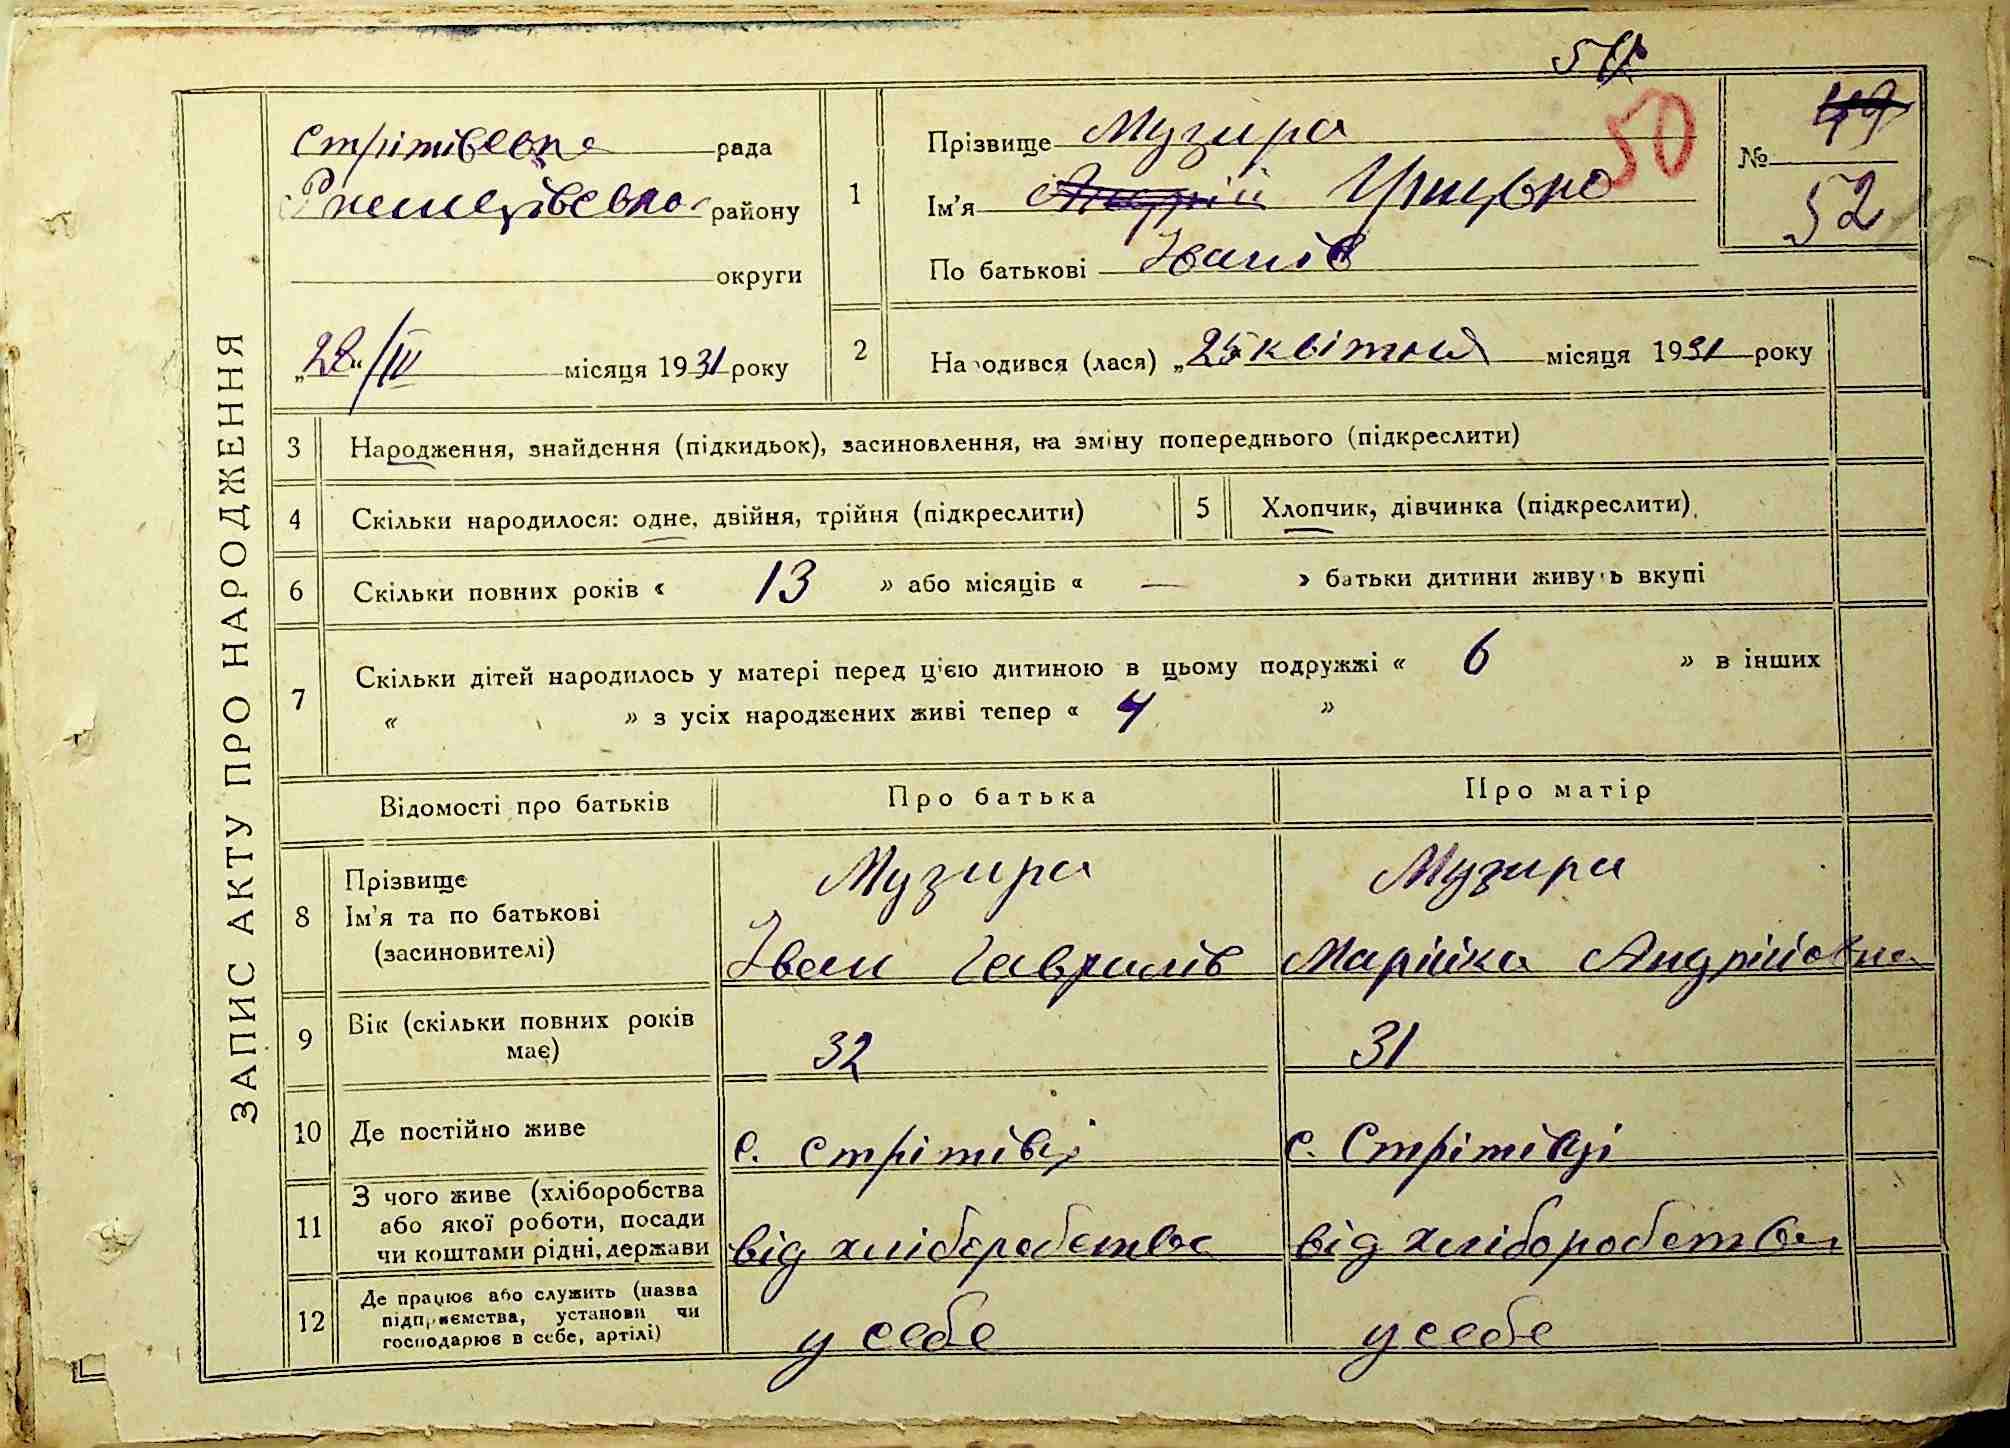 ЗАПИС АКТУ ПРО НАРОДЖЕННЯ
Стрітівська рада
Ржищівська району
округи
„28“/III місяця 1931 року
1
Прізвище Музира
Ім'я Андрій
По батькові Іванів
50
№ 49
52
2
Народився (лася) „25 квітня місяця 1931 року
3 Народження, знайдення (підкидьок), засиновлення, на зміну попереднього (підкреслити)
4 Скільки народилося: одне, двійня, трійня (підкреслити)
5 Хлопчик, дівчинка (підкреслити)
6 Скільки повних років « 13 » або місяців « — » батьки дитини живуть вкупі
7 Скільки дітей народилось у матері перед цією дитиною в цьому подружжі « 6 » в інших
« » з усіх народжених живі тепер « 4 »
Відомості про батьків Про батька Про матір
8 Прізвище
Ім'я та по батькові
(засиновителі)
Музира
Іван Гаврилів
Музира
Марійка Андрійовна
9 Вік (скільки повних років
має)
32
31
10 Де постійно живе
с. Стрітівці
с. Стрітівці
11 З чого живе (хліборобства
або якої роботи, посади
чи коштами рідні, держави
від хліборобства
від хліборобства
12 Де працює або служить (назва
підприємства, установи чи
господарює в себе, артілі)
у себе
у себе